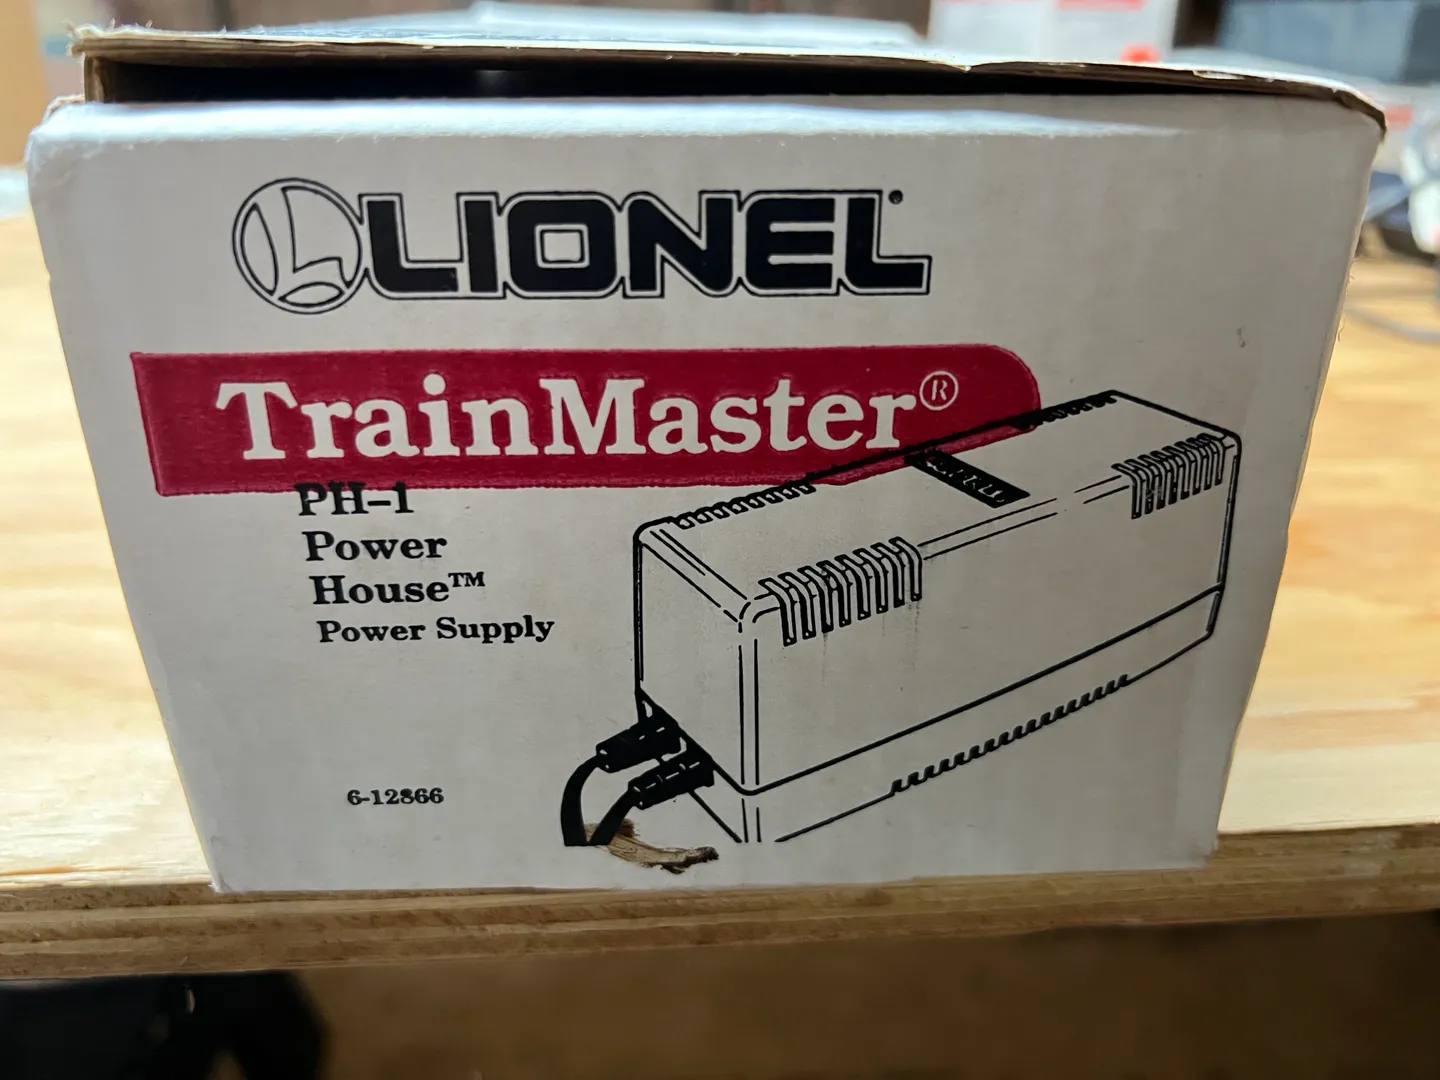 LIONEL
TrainMaster®
PH-1
Power
House™
Power Supply
6-12866